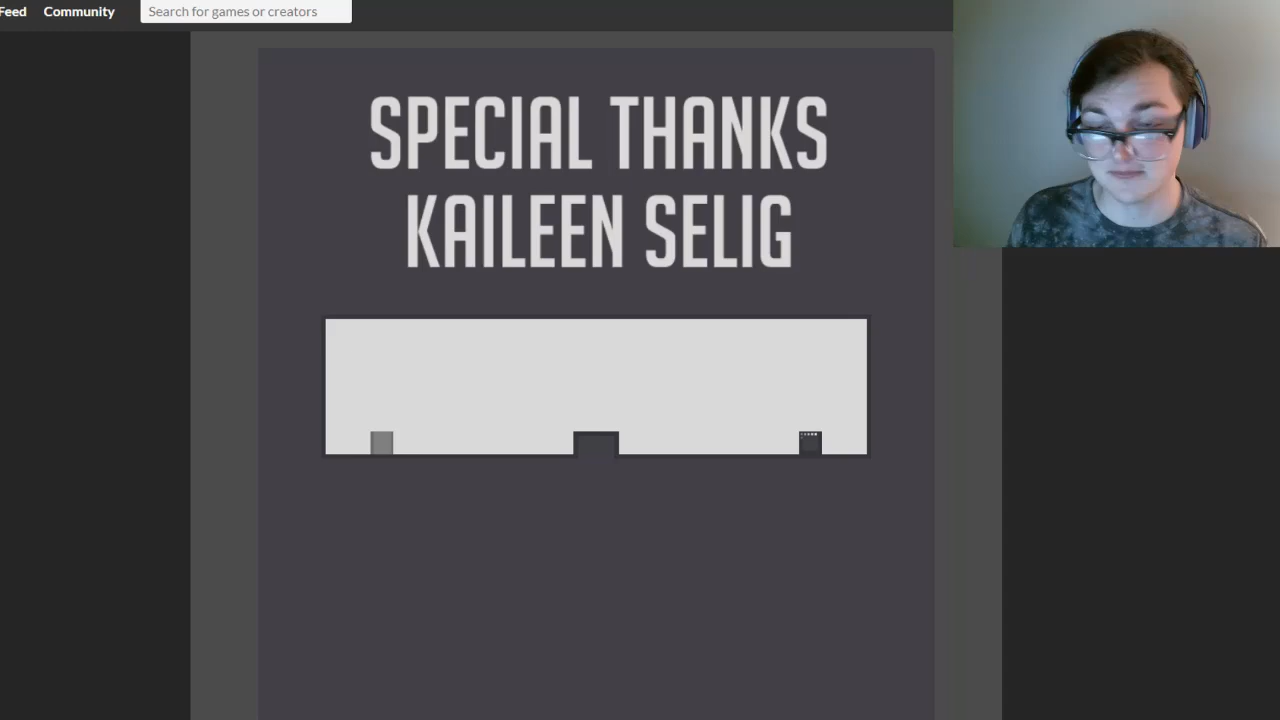 Feed Community Search for games or creators
SPECIAL THANKS
KAILEEN SELIG